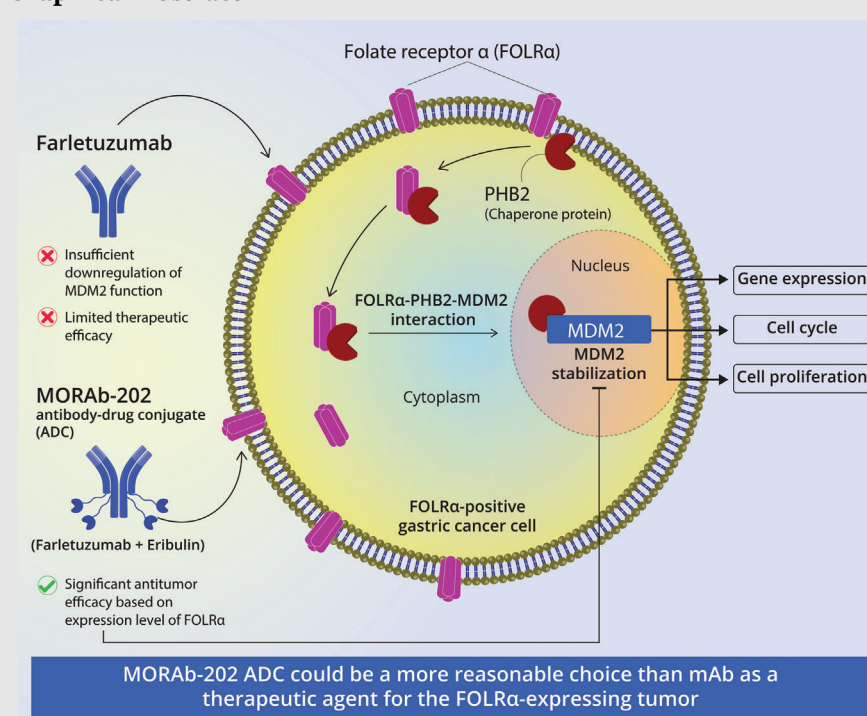 Folate receptor α (FOLRα)
Farletuzumab
Insufficient
downregulation of
MDM2 function
Limited therapeutic
efficacy
MORAb-202
antibody-drug conjugate
(ADC)
(Farletuzumab + Eribulin)
Significant antitumor
efficacy based on
expression level of FOLRα
PHB2
(Chaperone protein)
FOLRα-PHB2-MDM2
interaction
Cytoplasm
FOLRα-positive
gastric cancer cell
Nucleus
MDM2
MDM2
stabilization
Gene expression
Cell cycle
Cell proliferation
MORAb-202 ADC could be a more reasonable choice than mAb as a
therapeutic agent for the FOLRα-expressing tumor